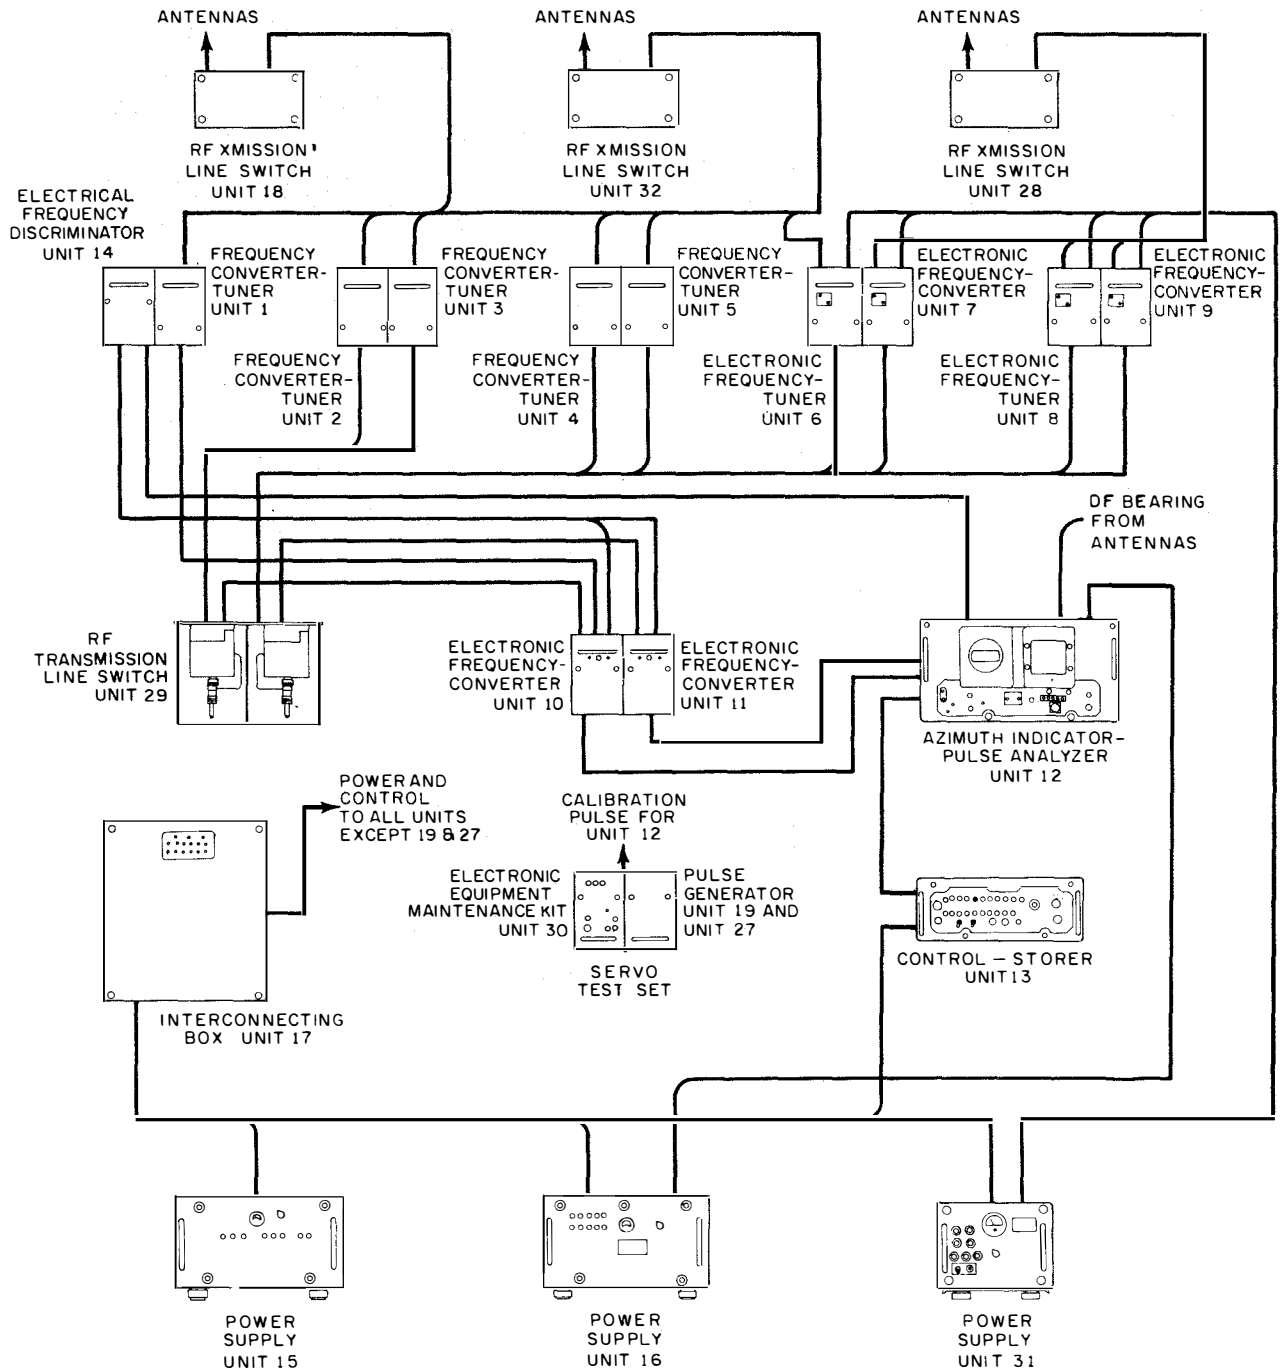 ANTENNAS
ANTENNAS
ANTENNAS
RF XMISSION
LINE SWITCH
UNIT 18
RF XMISSION
LINE SWITCH
UNIT 32
RF XMISSION
LINE SWITCH
UNIT 28
ELECTRICAL
FREQUENCY
DISCRIMINATOR
UNIT 14
FREQUENCY
CONVERTER-
TUNER
UNIT 1
FREQUENCY
CONVERTER-
TUNER
UNIT 3
FREQUENCY
CONVERTER-
TUNER
UNIT 5
ELECTRONIC
FREQUENCY-
CONVERTER
UNIT 7
ELECTRONIC
FREQUENCY-
CONVERTER
UNIT 9
FREQUENCY
CONVERTER-
TUNER
UNIT 2
FREQUENCY
CONVERTER-
TUNER
UNIT 4
ELECTRONIC
FREQUENCY-
TUNER
UNIT 6
ELECTRONIC
FREQUENCY-
TUNER
UNIT 8
DF BEARING
FROM
ANTENNAS
RF
TRANSMISSION
LINE SWITCH
UNIT 29
ELECTRONIC
FREQUENCY-
CONVERTER
UNIT 10
ELECTRONIC
FREQUENCY-
CONVERTER
UNIT 11
AZIMUTH INDICATOR-
PULSE ANALYZER
UNIT 12
POWER AND
CONTROL
TO ALL UNITS
EXCEPT 19 & 27
CALIBRATION
PULSE FOR
UNIT 12
ELECTRONIC
EQUIPMENT
MAINTENANCE KIT
UNIT 30
PULSE
GENERATOR
UNIT 19 AND
UNIT 27
SERVO
TEST SET
CONTROL - STORER
UNIT 13
INTERCONNECTING
BOX UNIT 17
POWER
SUPPLY
UNIT 15
POWER
SUPPLY
UNIT 16
POWER
SUPPLY
UNIT 31